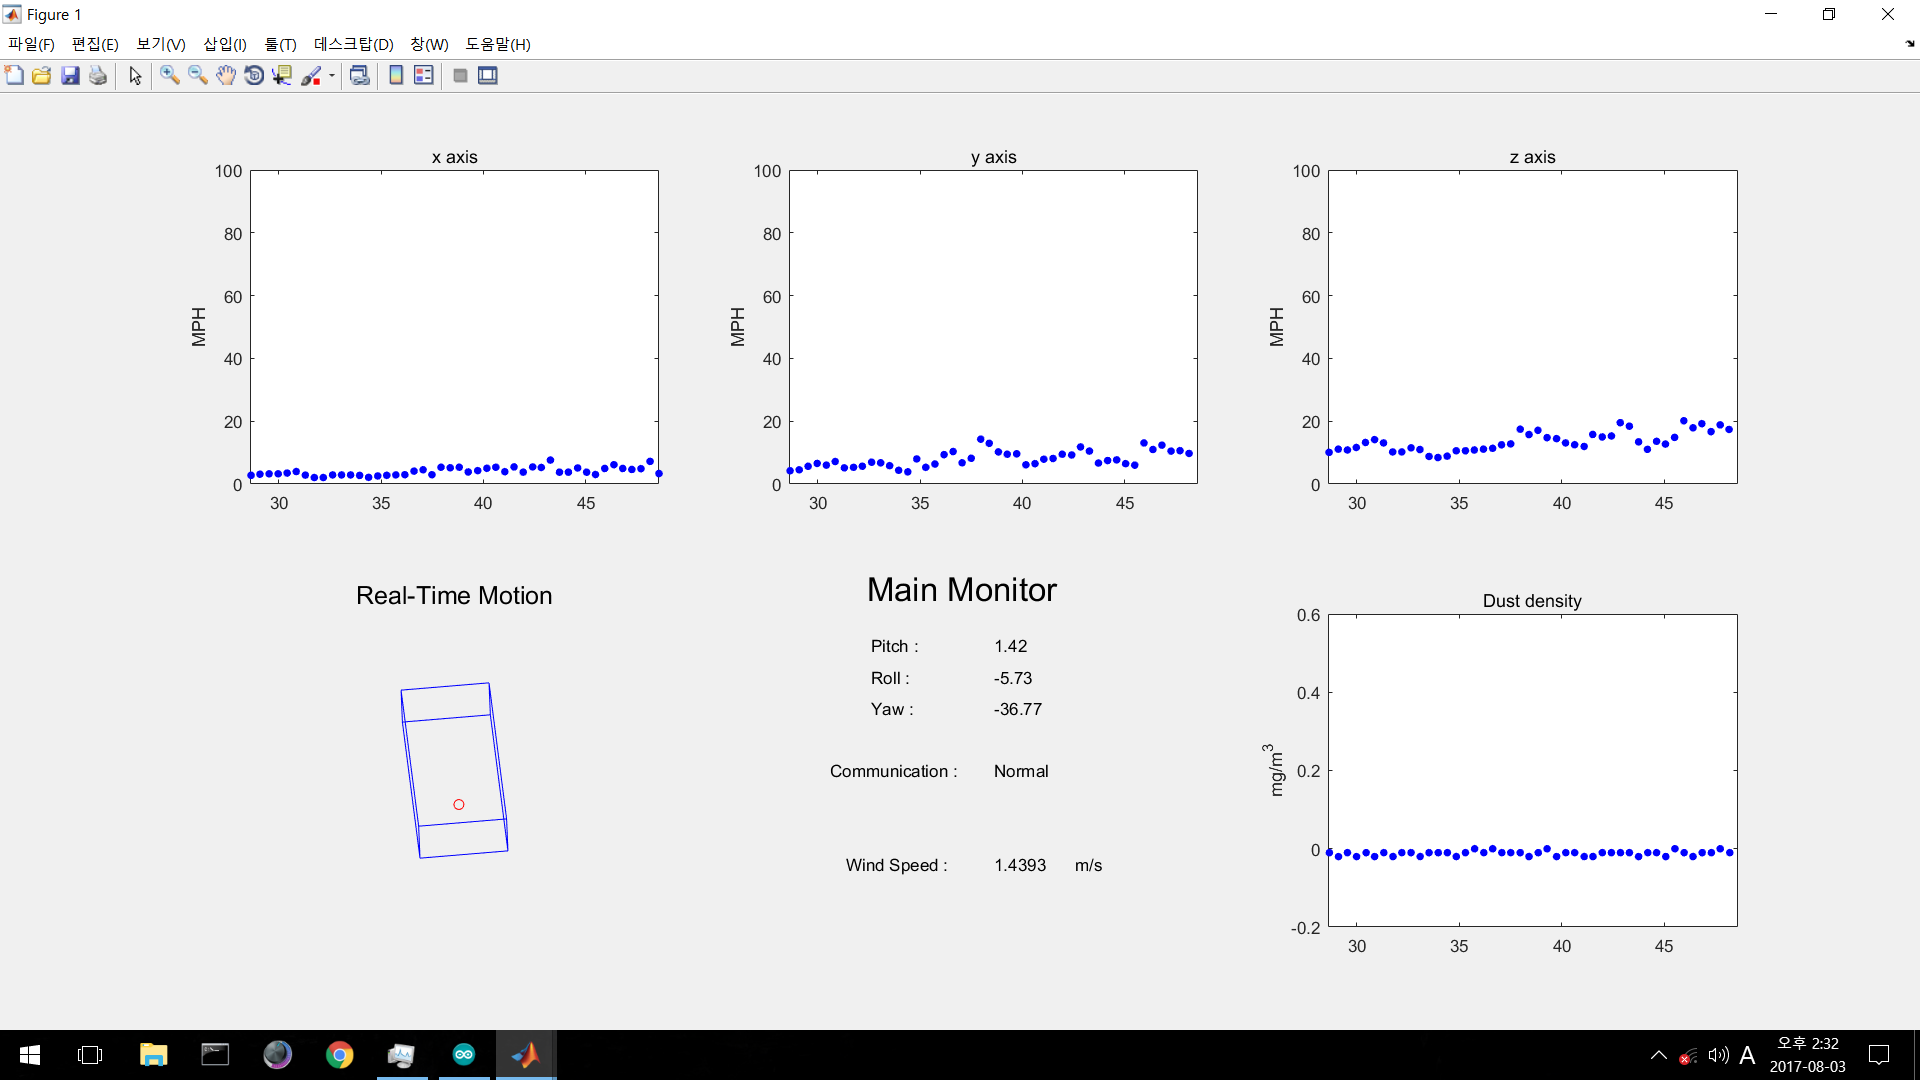 Figure 1
파일(F) 편집(E) 보기(V) 삽입(I) 툴(T) 데스크탑(D) 창(W) 도움말(H)
x axis
100
80
60
40
20
0
MPH
30 35 40 45
y axis
100
80
60
40
20
0
MPH
30 35 40 45
z axis
100
80
60
40
20
0
MPH
30 35 40 45
Real-Time Motion
Main Monitor
Pitch : 1.42
Roll : -5.73
Yaw : -36.77
Communication : Normal
Wind Speed : 1.4393 m/s
Dust density
0.6
0.4
0.2
0
-0.2
mg/m³
30 35 40 45
A
오후 2:32
2017-08-03